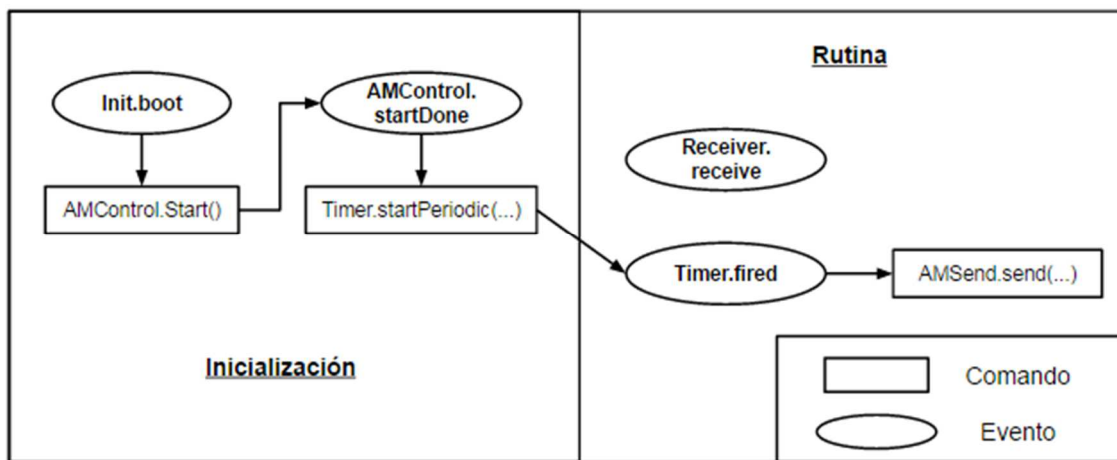 Init.boot
AMControl.
startDone
AMControl.Start()
Timer.startPeriodic(...)
Inicialización
Rutina
Receiver.
receive
Timer.fired
AMSend.send(...)
Comando
Evento